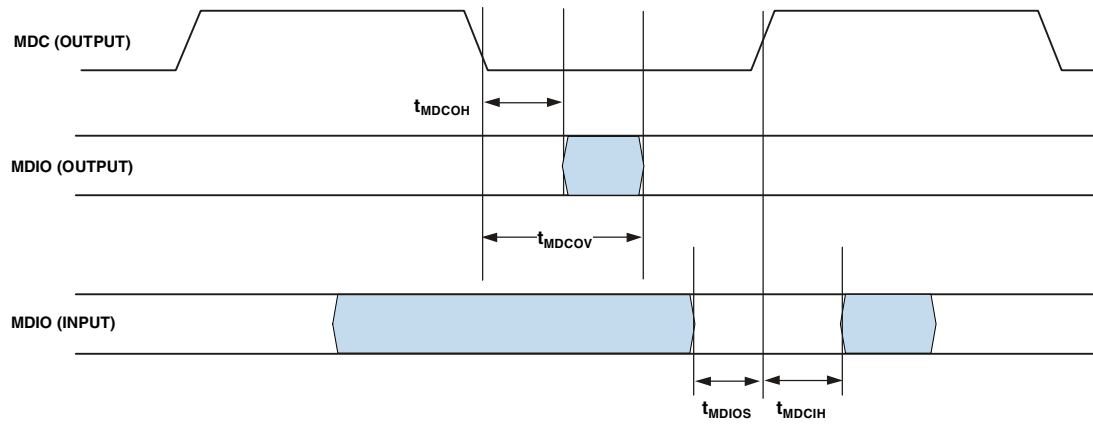 MDC (OUTPUT)
tMDCOH
MDIO (OUTPUT)
tMDCOV
MDIO (INPUT)
tMDIOS
tMDCIH